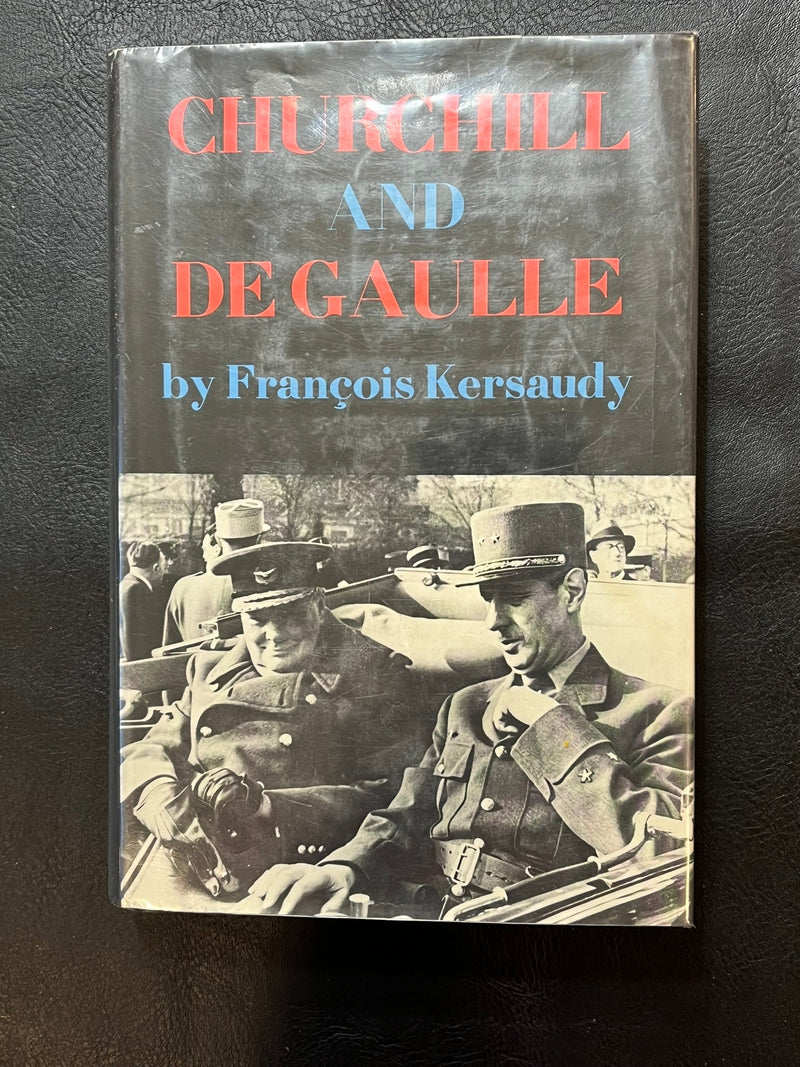 CHURCHILL
AND
DE GAULLE
by François Kersaudy